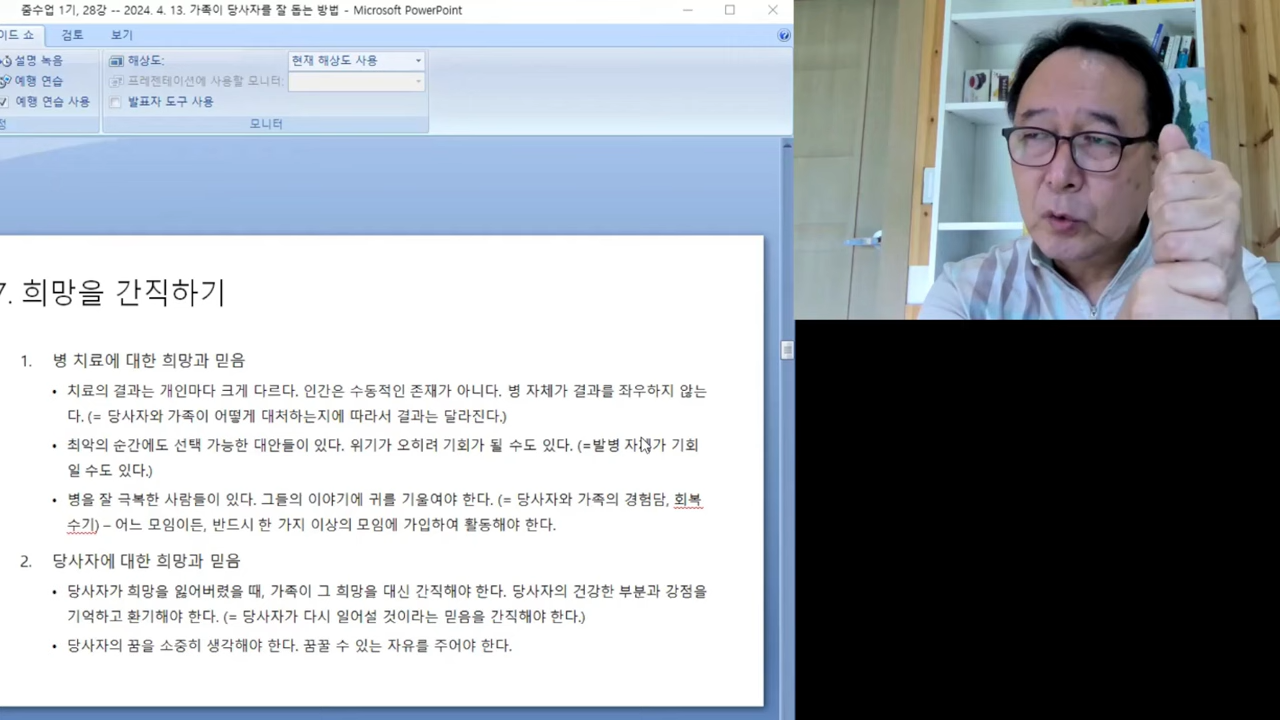 줌수업 1기, 28강 -- 2024. 4. 13. 가족이 당사자를 잘 돕는 방법 - Microsoft PowerPoint
이드 쇼 검토 보기
설명 녹음
예행 연습
예행 연습 사용
정
해상도: 현재 해상도 사용
프레젠테이션에 사용할 모니터:
발표자 도구 사용
모니터
7. 희망을 간직하기
1. 병 치료에 대한 희망과 믿음
• 치료의 결과는 개인마다 크게 다르다. 인간은 수동적인 존재가 아니다. 병 자체가 결과를 좌우하지 않는
다. (= 당사자와 가족이 어떻게 대처하는지에 따라서 결과는 달라진다.)
• 최악의 순간에도 선택 가능한 대안들이 있다. 위기가 오히려 기회가 될 수도 있다. (=발병 자체가 기회
일 수도 있다.)
• 병을 잘 극복한 사람들이 있다. 그들의 이야기에 귀를 기울여야 한다. (= 당사자와 가족의 경험담, 회복
수기) – 어느 모임이든, 반드시 한 가지 이상의 모임에 가입하여 활동해야 한다.
2. 당사자에 대한 희망과 믿음
• 당사자가 희망을 잃어버렸을 때, 가족이 그 희망을 대신 간직해야 한다. 당사자의 건강한 부분과 강점을
기억하고 환기해야 한다. (= 당사자가 다시 일어설 것이라는 믿음을 간직해야 한다.)
• 당사자의 꿈을 소중히 생각해야 한다. 꿈꿀 수 있는 자유를 주어야 한다.